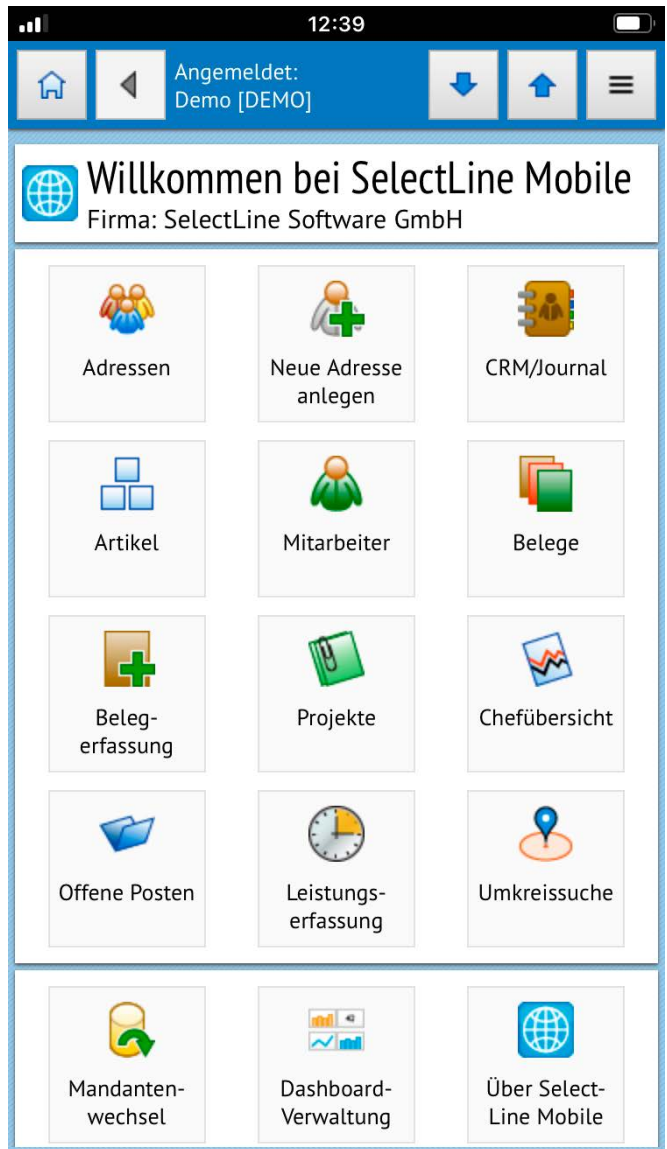 12:39
Angemeldet:
Demo [DEMO]
Willkommen bei SelectLine Mobile
Firma: SelectLine Software GmbH
Adressen
Neue Adresse
anlegen
CRM/Journal
Artikel
Mitarbeiter
Belege
Beleg-
erfassung
Projekte
Chefübersicht
Offene Posten
Leistungs-
erfassung
Umkreissuche
Mandanten-
wechsel
Dashboard-
Verwaltung
Über Select-
Line Mobile